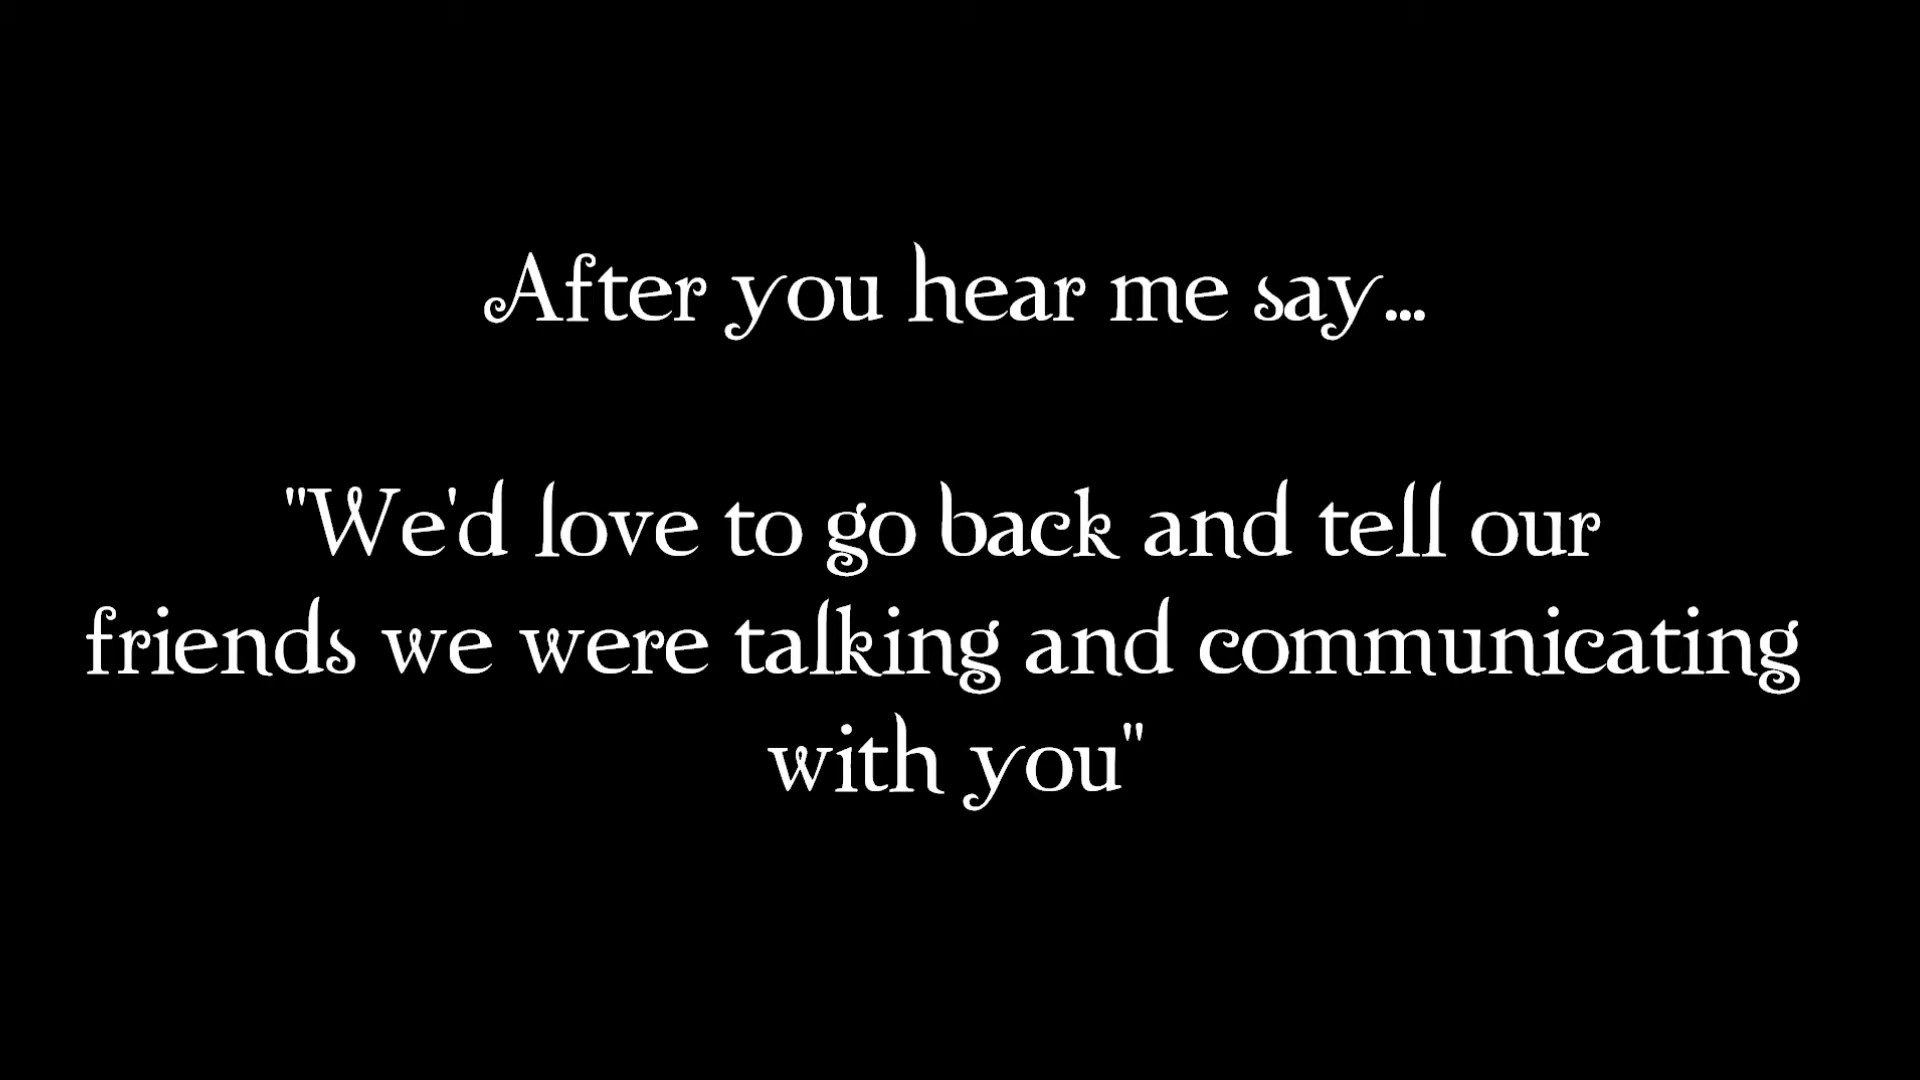 After you hear me say...
"We'd love to go back and tell our
friends we were talking and communicating
with you"